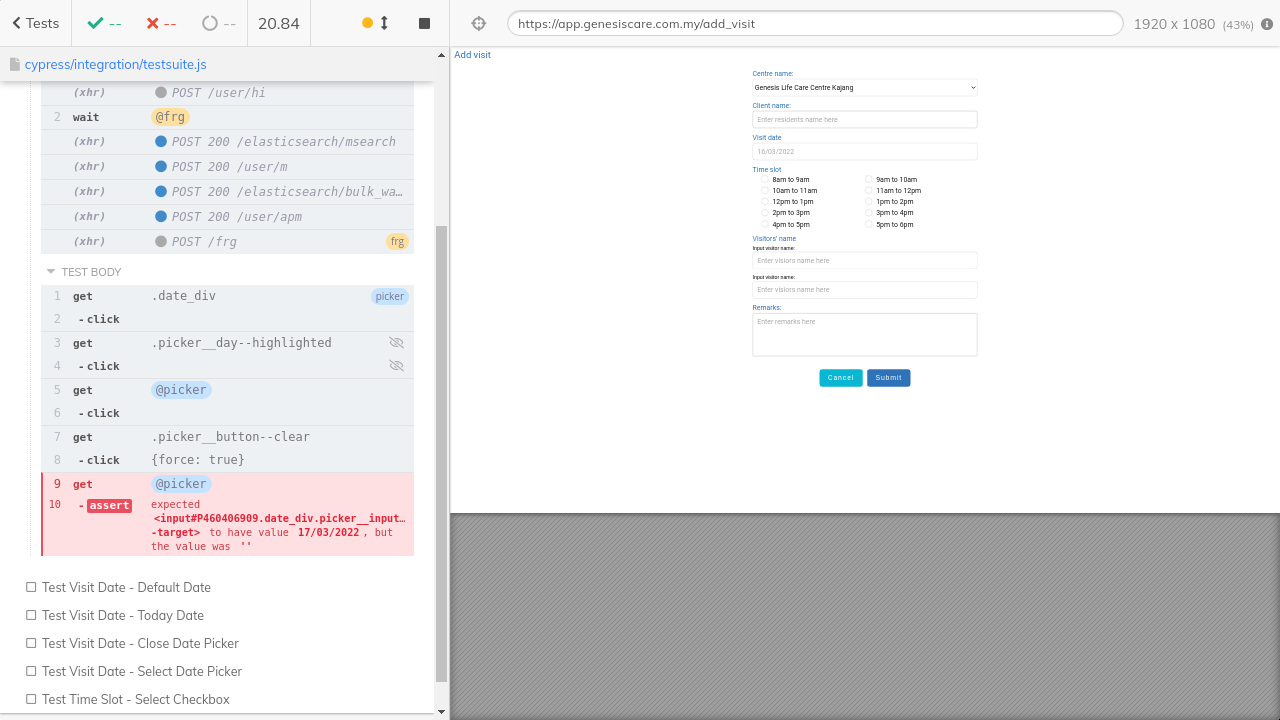 Tests
--
--
--
20.84
https://app.genesiscare.com.my/add_visit
1920 x 1080 (43%)
cypress/integration/testsuite.js
(xhr) POST /user/hi
2 wait @frg
(xhr) POST 200 /elasticsearch/msearch
(xhr) POST 200 /user/m
(xhr) POST 200 /elasticsearch/bulk_wa…
(xhr) POST 200 /user/apm
(xhr) POST /frg frg
TEST BODY
1 get .date_div picker
- click
3 get .picker__day--highlighted
4 - click
5 get @picker
6 - click
7 get .picker__button--clear
8 - click {force: true}
9 get @picker
10 - assert expected
<input#P460406909.date_div.picker__input…
-target> to have value 17/03/2022 , but
the value was ''
Test Visit Date - Default Date
Test Visit Date - Today Date
Test Visit Date - Close Date Picker
Test Visit Date - Select Date Picker
Test Time Slot - Select Checkbox
Add visit
Centre name:
Genesis Life Care Centre Kajang
Client name:
Enter residents name here
Visit date
16/03/2022
Time slot
8am to 9am 9am to 10am
10am to 11am 11am to 12pm
12pm to 1pm 1pm to 2pm
2pm to 3pm 3pm to 4pm
4pm to 5pm 5pm to 6pm
Visitors' name
Input visitor name:
Enter visiors name here
Input visitor name:
Enter visiors name here
Remarks:
Enter remarks here
Cancel Submit